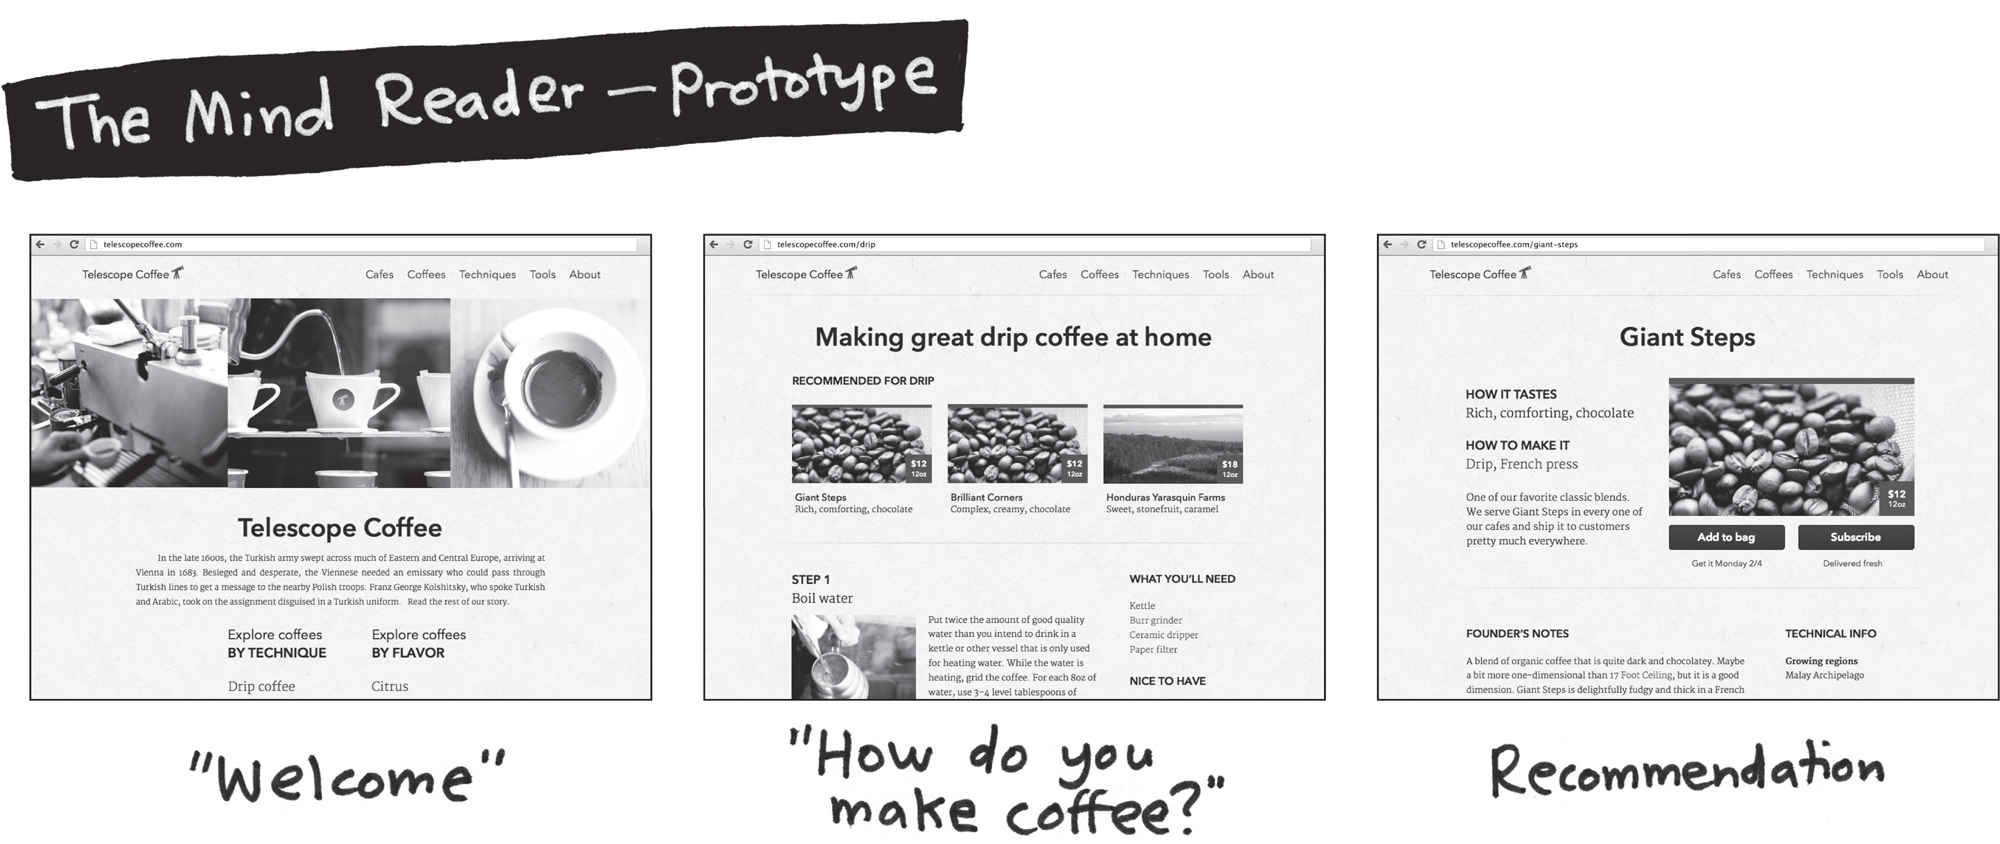 The Mind Reader — Prototype
telescopecoffee.com
Telescope Coffee
Cafes Coffees Techniques Tools About
Telescope Coffee
In the late 1600s, the Turkish army swept across much of Eastern and Central Europe, arriving at
Vienna in 1683. Besieged and desperate, the Viennese needed an emissary who could pass through
Turkish lines to get a message to the nearby Polish troops. Franz George Kolshitsky, who spoke Turkish
and Arabic, took on the assignment disguised in a Turkish uniform. Read the rest of our story.
Explore coffees
BY TECHNIQUE
Drip coffee
Explore coffees
BY FLAVOR
Citrus
"Welcome"
telescopecoffee.com/drip
Telescope Coffee
Cafes Coffees Techniques Tools About
Making great drip coffee at home
RECOMMENDED FOR DRIP
$12
12oz
Giant Steps
Rich, comforting, chocolate
$12
12oz
Brilliant Corners
Complex, creamy, chocolate
$18
12oz
Honduras Yarasquin Farms
Sweet, stonefruit, caramel
STEP 1
Boil water
Put twice the amount of good quality
water than you intend to drink in a
kettle or other vessel that is only used
for heating water. While the water is
heating, grid the coffee. For each 8oz of
water, use 3-4 level tablespoons of
WHAT YOU'LL NEED
Kettle
Burr grinder
Ceramic dripper
Paper filter
NICE TO HAVE
"How do you
make coffee?"
telescopecoffee.com/giant-steps
Telescope Coffee
Cafes Coffees Techniques Tools About
Giant Steps
HOW IT TASTES
Rich, comforting, chocolate
HOW TO MAKE IT
Drip, French press
One of our favorite classic blends.
We serve Giant Steps in every one of
our cafes and ship it to customers
pretty much everywhere.
$12
12oz
Add to bag
Get it Monday 2/4
Subscribe
Delivered fresh
FOUNDER'S NOTES
A blend of organic coffee that is quite dark and chocolatey. Maybe
a bit more one-dimensional than 17 Foot Ceiling, but it is a good
dimension. Giant Steps is delightfully fudgy and thick in a French
TECHNICAL INFO
Growing regions
Malay Archipelago
Recommendation